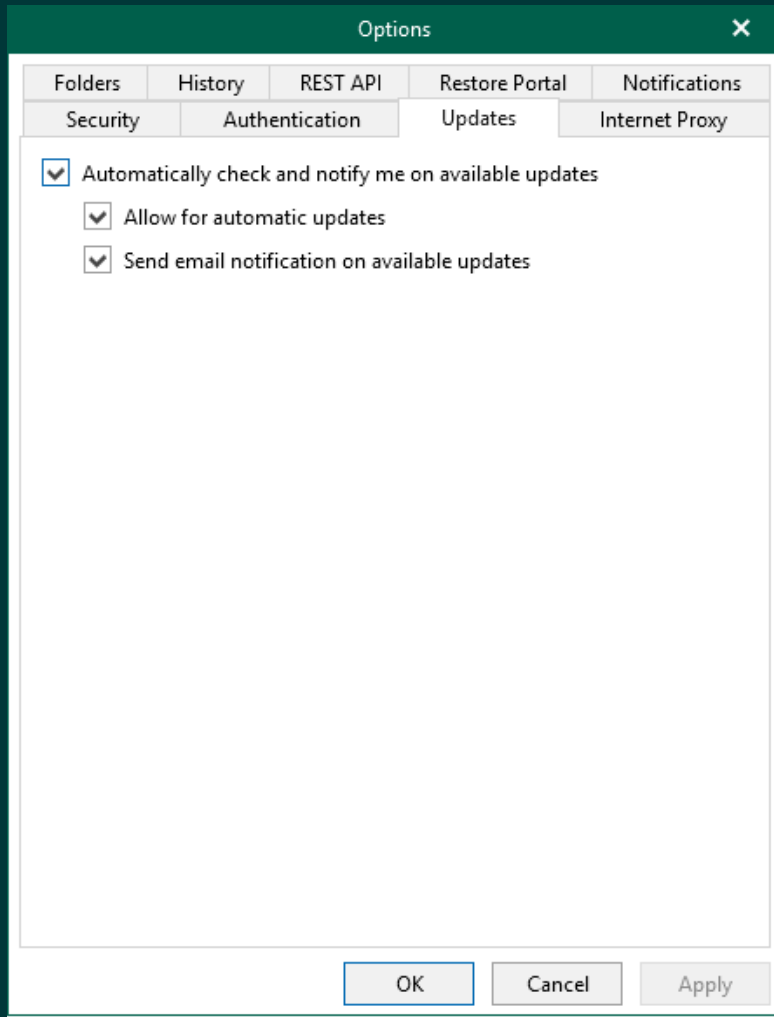 Options
Folders History REST API Restore Portal Notifications
Security Authentication Updates Internet Proxy
Automatically check and notify me on available updates
Allow for automatic updates
Send email notification on available updates
OK Cancel Apply